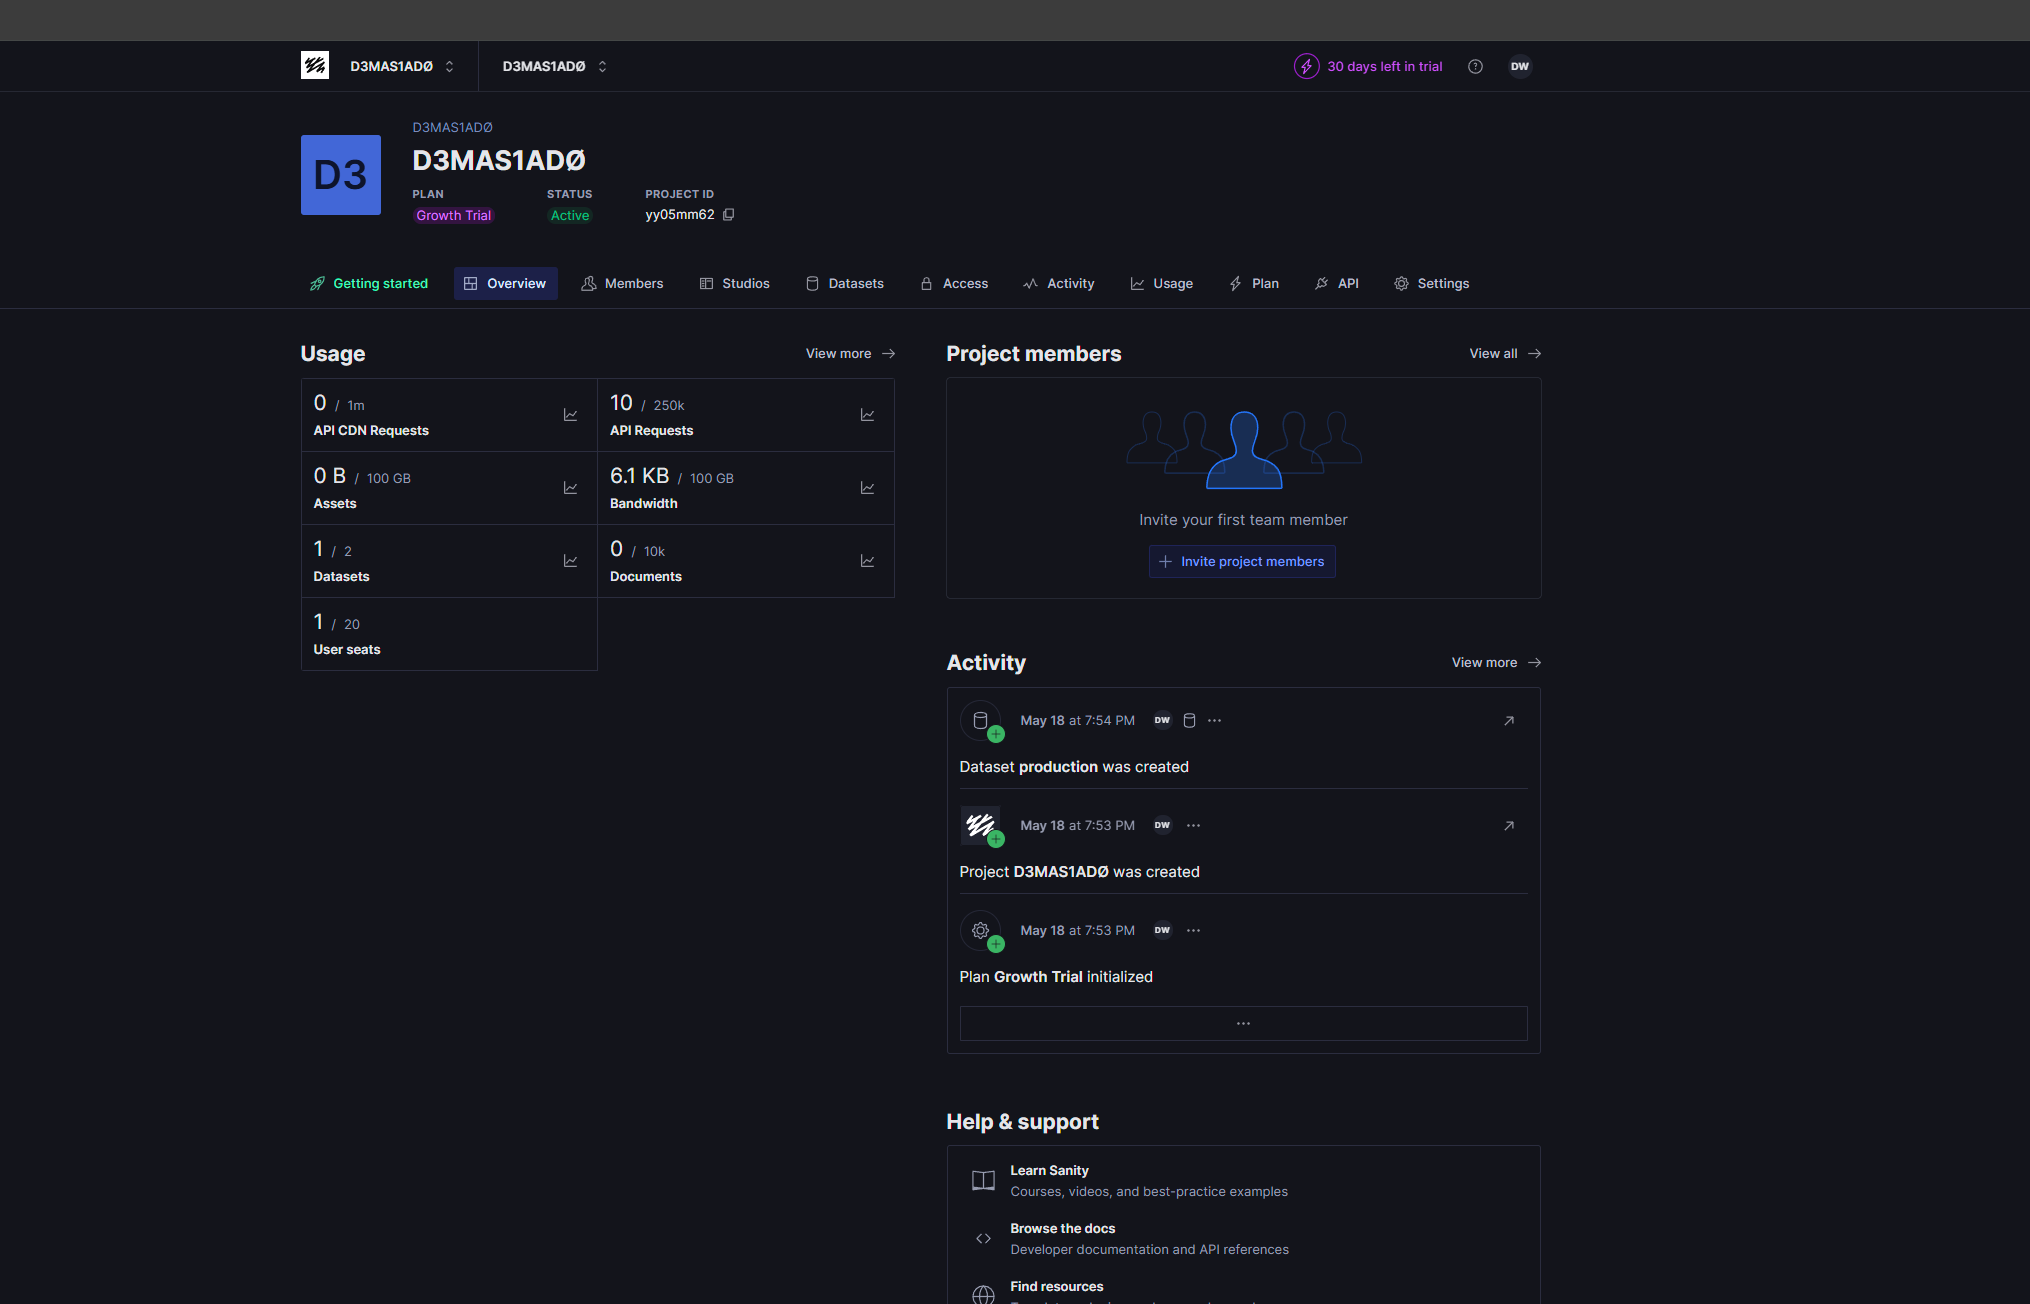 D3MAS1ADØ
D3MAS1ADØ
30 days left in trial
DW
D3
D3MAS1ADØ
D3MAS1ADØ
PLAN
STATUS
PROJECT ID
Growth Trial
Active
yy05mm62
Getting started
Overview
Members
Studios
Datasets
Access
Activity
Usage
Plan
API
Settings
Usage
View more
0 / 1m
API CDN Requests
10 / 250k
API Requests
0 B / 100 GB
Assets
6.1 KB / 100 GB
Bandwidth
1 / 2
Datasets
0 / 10k
Documents
1 / 20
User seats
Project members
View all
Invite your first team member
Invite project members
Activity
View more
May 18 at 7:54 PM DW
Dataset production was created
May 18 at 7:53 PM DW
Project D3MAS1ADØ was created
May 18 at 7:53 PM DW
Plan Growth Trial initialized
Help & support
Learn Sanity
Courses, videos, and best-practice examples
Browse the docs
Developer documentation and API references
Find resources